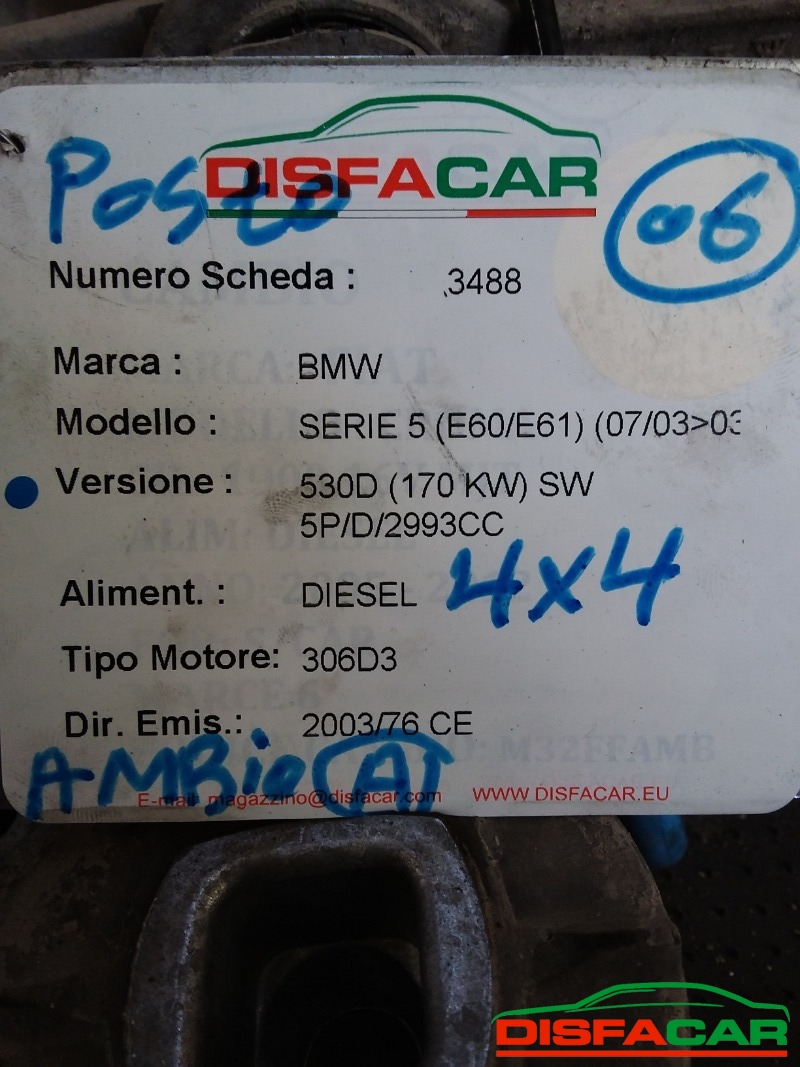 DISFACAR
Posto
06
Numero Scheda : 3488
Marca : BMW
Modello : SERIE 5 (E60/E61) (07/03>03
Versione : 530D (170 KW) SW
5P/D/2993CC
Aliment. : DIESEL
4x4
Tipo Motore: 306D3
Dir. Emis.: 2003/76 CE
AMBio AT
E-mail magazzino@disfacar.com WWW.DISFACAR.EU
DISFACAR